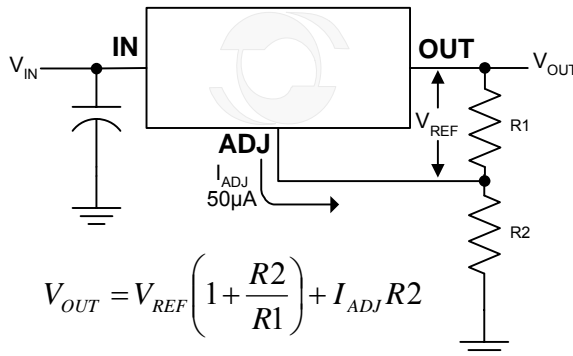 IN
OUT
V_IN
V_OUT
V_REF
R1
ADJ
I_ADJ
50µA
R2
V_OUT = V_REF (1 + R2/R1) + I_ADJ R2